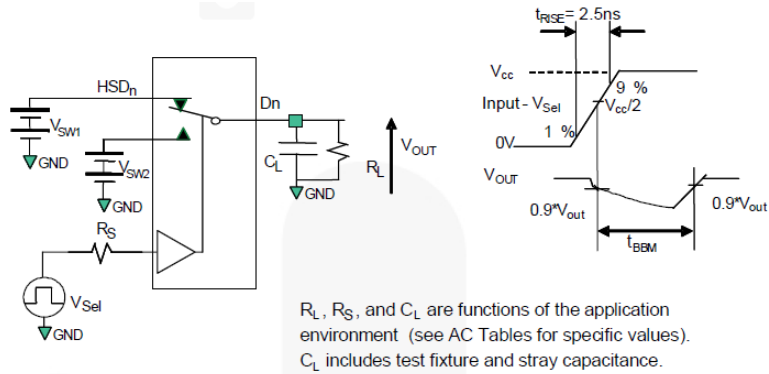 tRISE= 2.5ns
Vcc
9 %
Input - VSel
Vcc/2
1 %
0V
VOUT
0.9*Vout
0.9*Vout
tBBM
HSDn
Dn
VSW1
GND
VSW2
GND
CL
RL
VOUT
GND
RS
VSel
GND
RL, RS, and CL are functions of the application
environment (see AC Tables for specific values).
CL includes test fixture and stray capacitance.